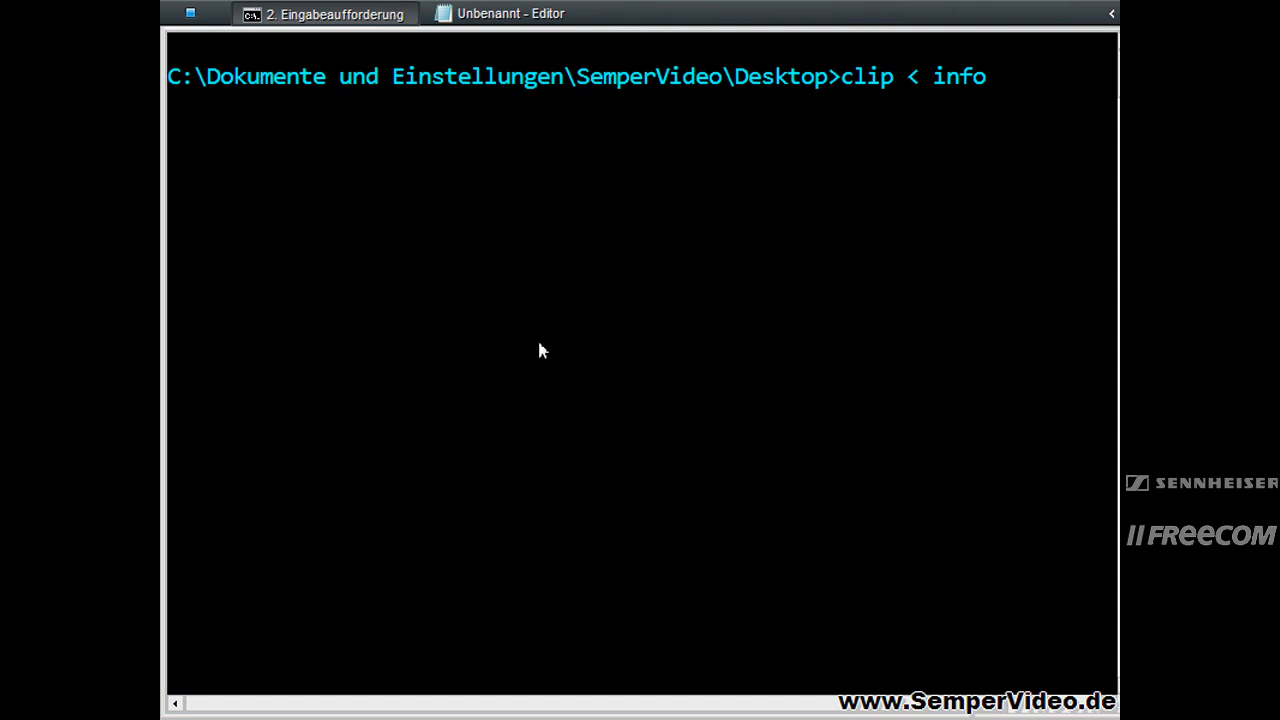 2. Eingabeaufforderung
Unbenannt - Editor
C:\Dokumente und Einstellungen\SemperVideo\Desktop>clip < info
SENNHEISER
FREECOM
www.SemperVideo.de